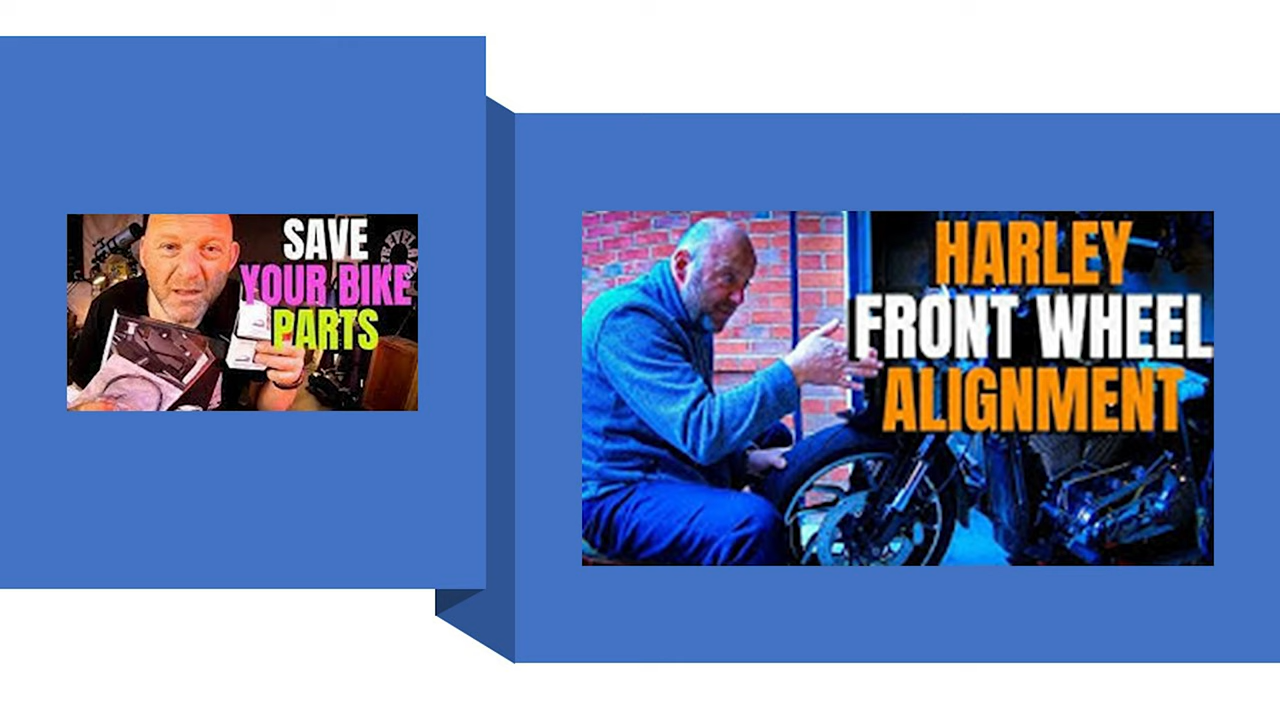 SAVE
YOUR BIKE
PARTS
HARLEY
FRONT WHEEL
ALIGNMENT